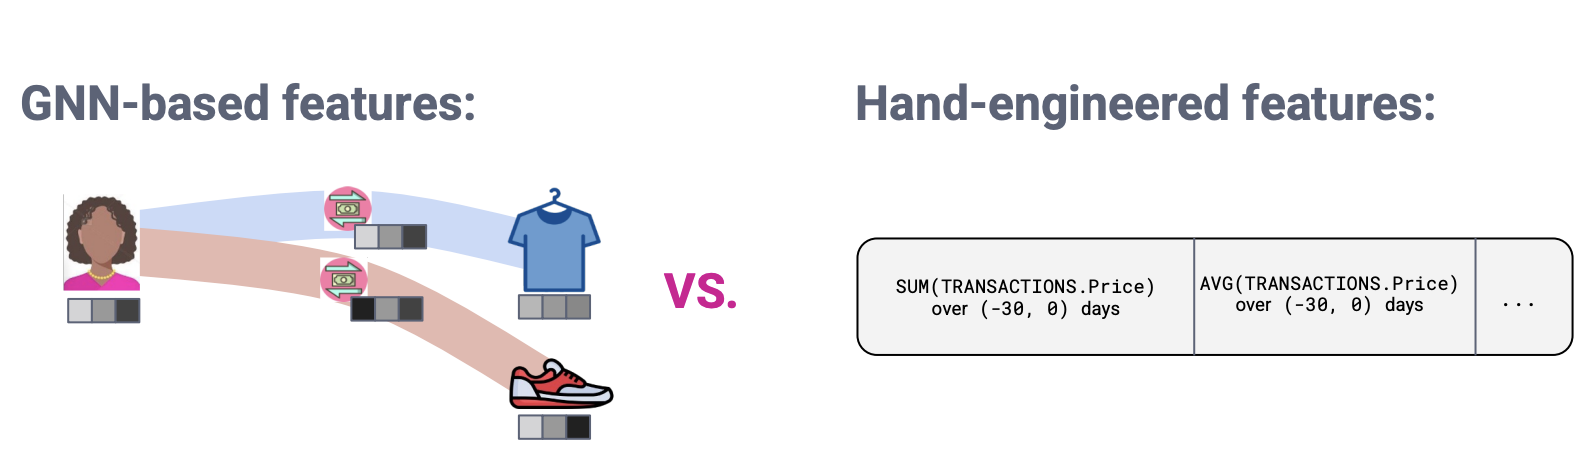 GNN-based features:
Hand-engineered features:
vs.
SUM(TRANSACTIONS.Price)
over (-30, 0) days
AVG(TRANSACTIONS.Price)
over (-30, 0) days
...